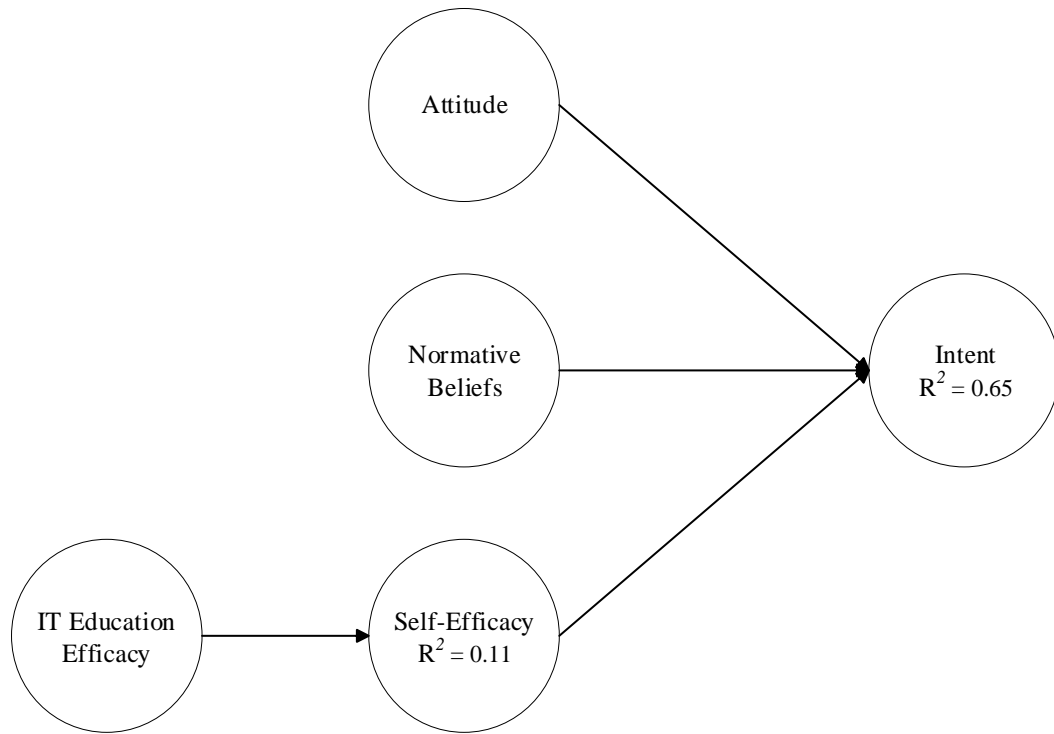 Attitude
Normative
Beliefs
Intent
R² = 0.65
IT Education
Efficacy
Self-Efficacy
R² = 0.11